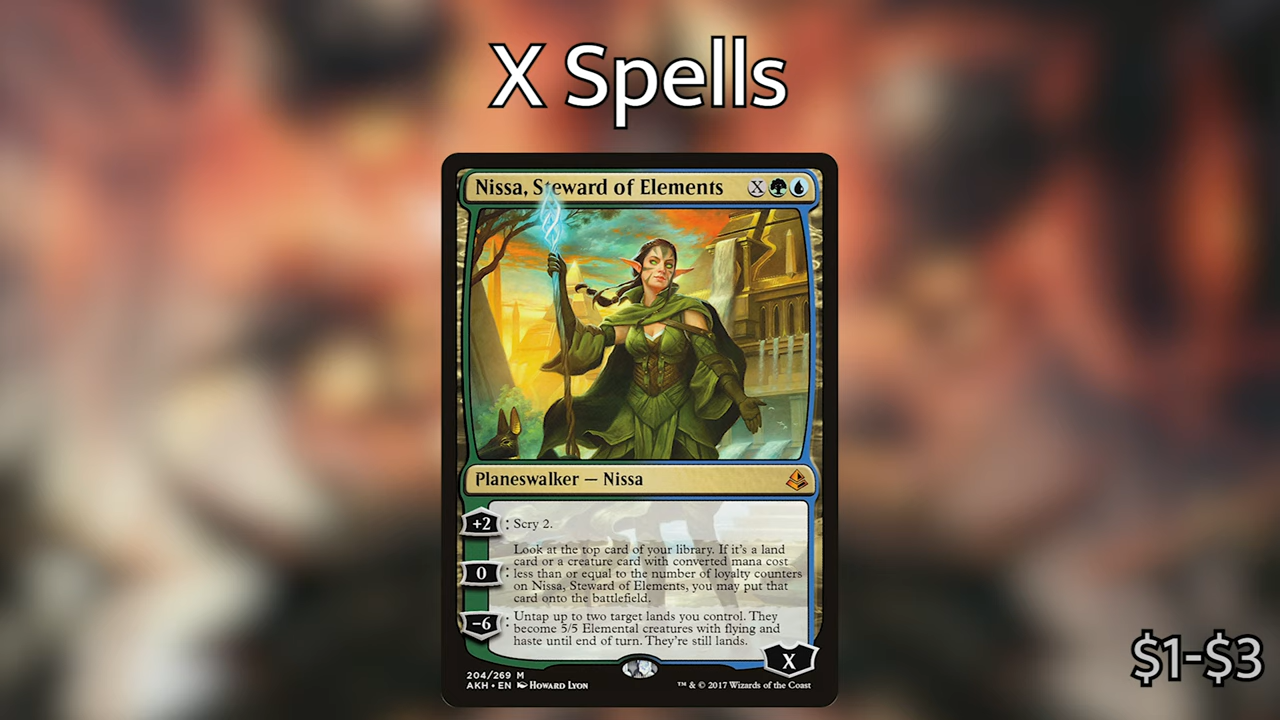 X Spells
Nissa, Steward of Elements X
Planeswalker — Nissa
+2 : Scry 2.
Look at the top card of your library. If it's a land
card or a creature card with converted mana cost
0 : less than or equal to the number of loyalty counters
on Nissa, Steward of Elements, you may put that
card onto the battlefield.
-6 : Untap up to two target lands you control. They
become 5/5 Elemental creatures with flying and
haste until end of turn. They're still lands.
X
204/269 M
AKH • EN Howard Lyon
™ & © 2017 Wizards of the Coast
$1-$3